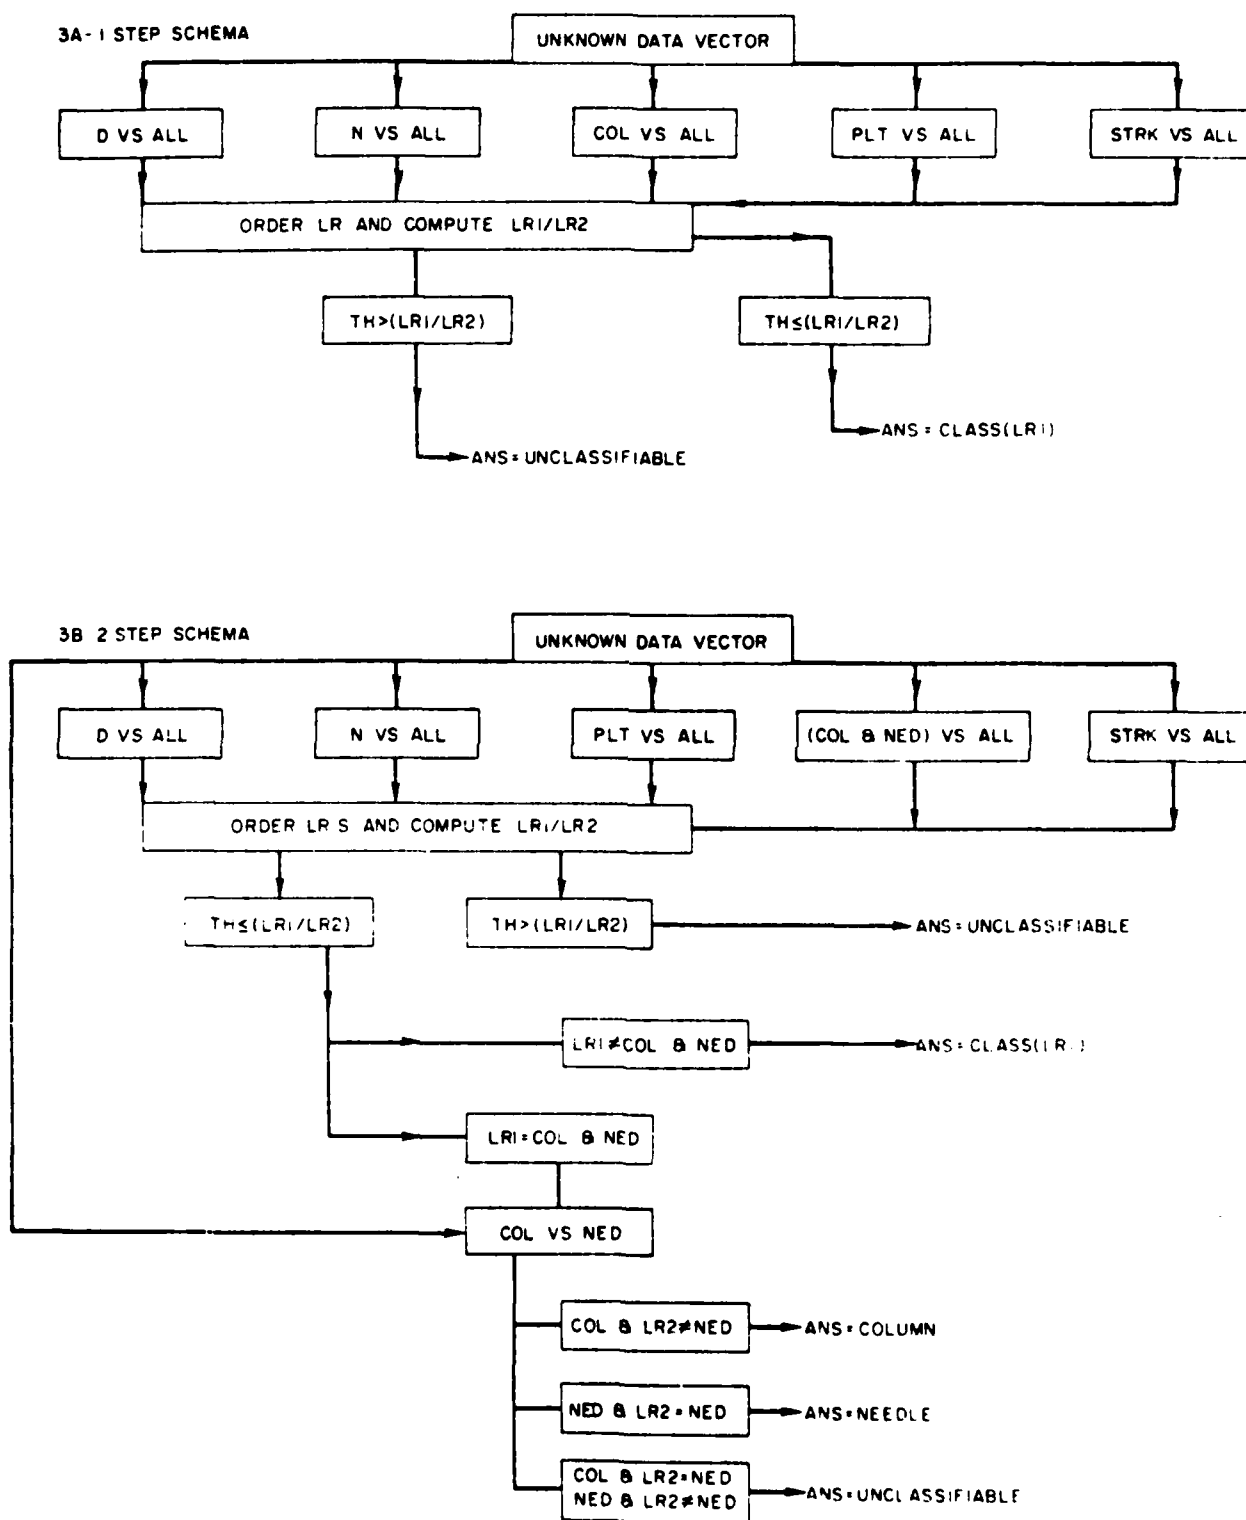 3A-1 STEP SCHEMA
UNKNOWN DATA VECTOR
D VS ALL
N VS ALL
COL VS ALL
PLT VS ALL
STRK VS ALL
ORDER LR AND COMPUTE LR1/LR2
TH>(LR1/LR2)
TH≤(LR1/LR2)
ANS=CLASS(LR1)
ANS=UNCLASSIFIABLE
3B 2 STEP SCHEMA
UNKNOWN DATA VECTOR
D VS ALL
N VS ALL
PLT VS ALL
(COL & NED) VS ALL
STRK VS ALL
ORDER LR S AND COMPUTE LR1/LR2
TH≤(LR1/LR2)
TH>(LR1/LR2)
ANS=UNCLASSIFIABLE
LR1≠COL & NED
ANS=CLASS(LR1)
LR1=COL & NED
COL VS NED
COL & LR2≠NED
ANS=COLUMN
NED & LR2=NED
ANS=NEEDLE
COL & LR2=NED
NED & LR2≠NED
ANS=UNCLASSIFIABLE